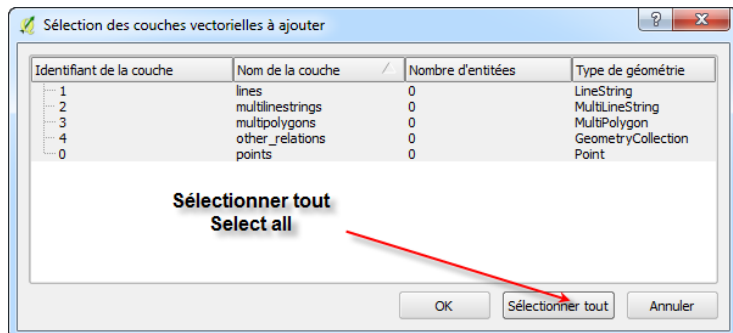 Sélection des couches vectorielles à ajouter
Identifiant de la couche Nom de la couche Nombre d'entitées Type de géométrie
1 lines 0 LineString
2 multilinestrings 0 MultiLineString
3 multipolygons 0 MultiPolygon
4 other_relations 0 GeometryCollection
0 points 0 Point
Sélectionner tout
Select all
OK Sélectionner tout Annuler